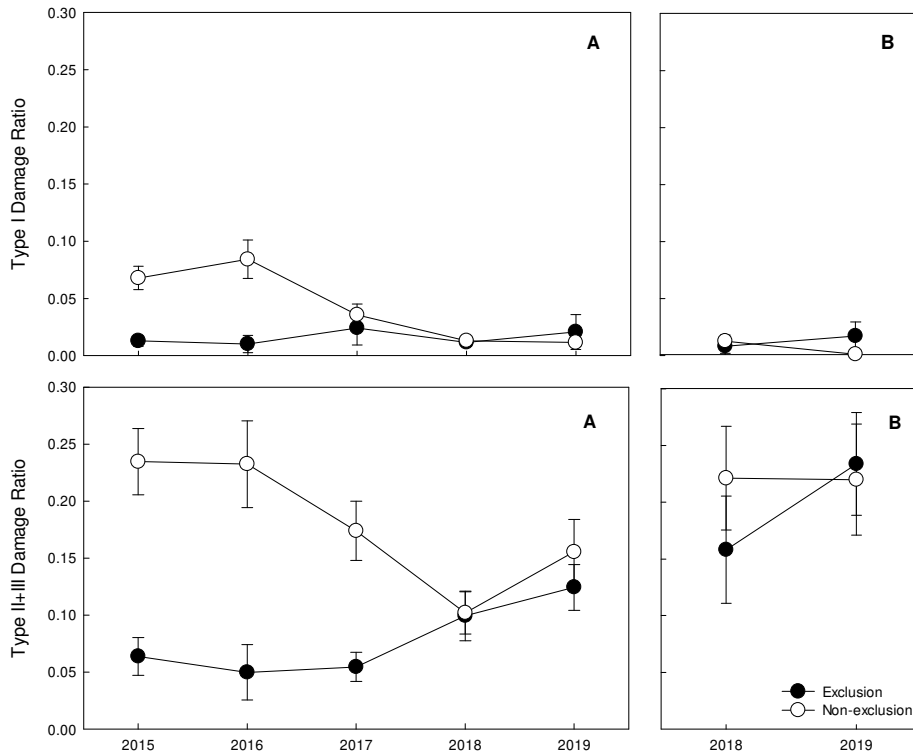 A
B
Type I Damage Ratio
0.30
0.25
0.20
0.15
0.10
0.05
0.00
A
B
Type II+III Damage Ratio
0.30
0.25
0.20
0.15
0.10
0.05
0.00
Exclusion
Non-exclusion
2015 2016 2017 2018 2019 2018 2019